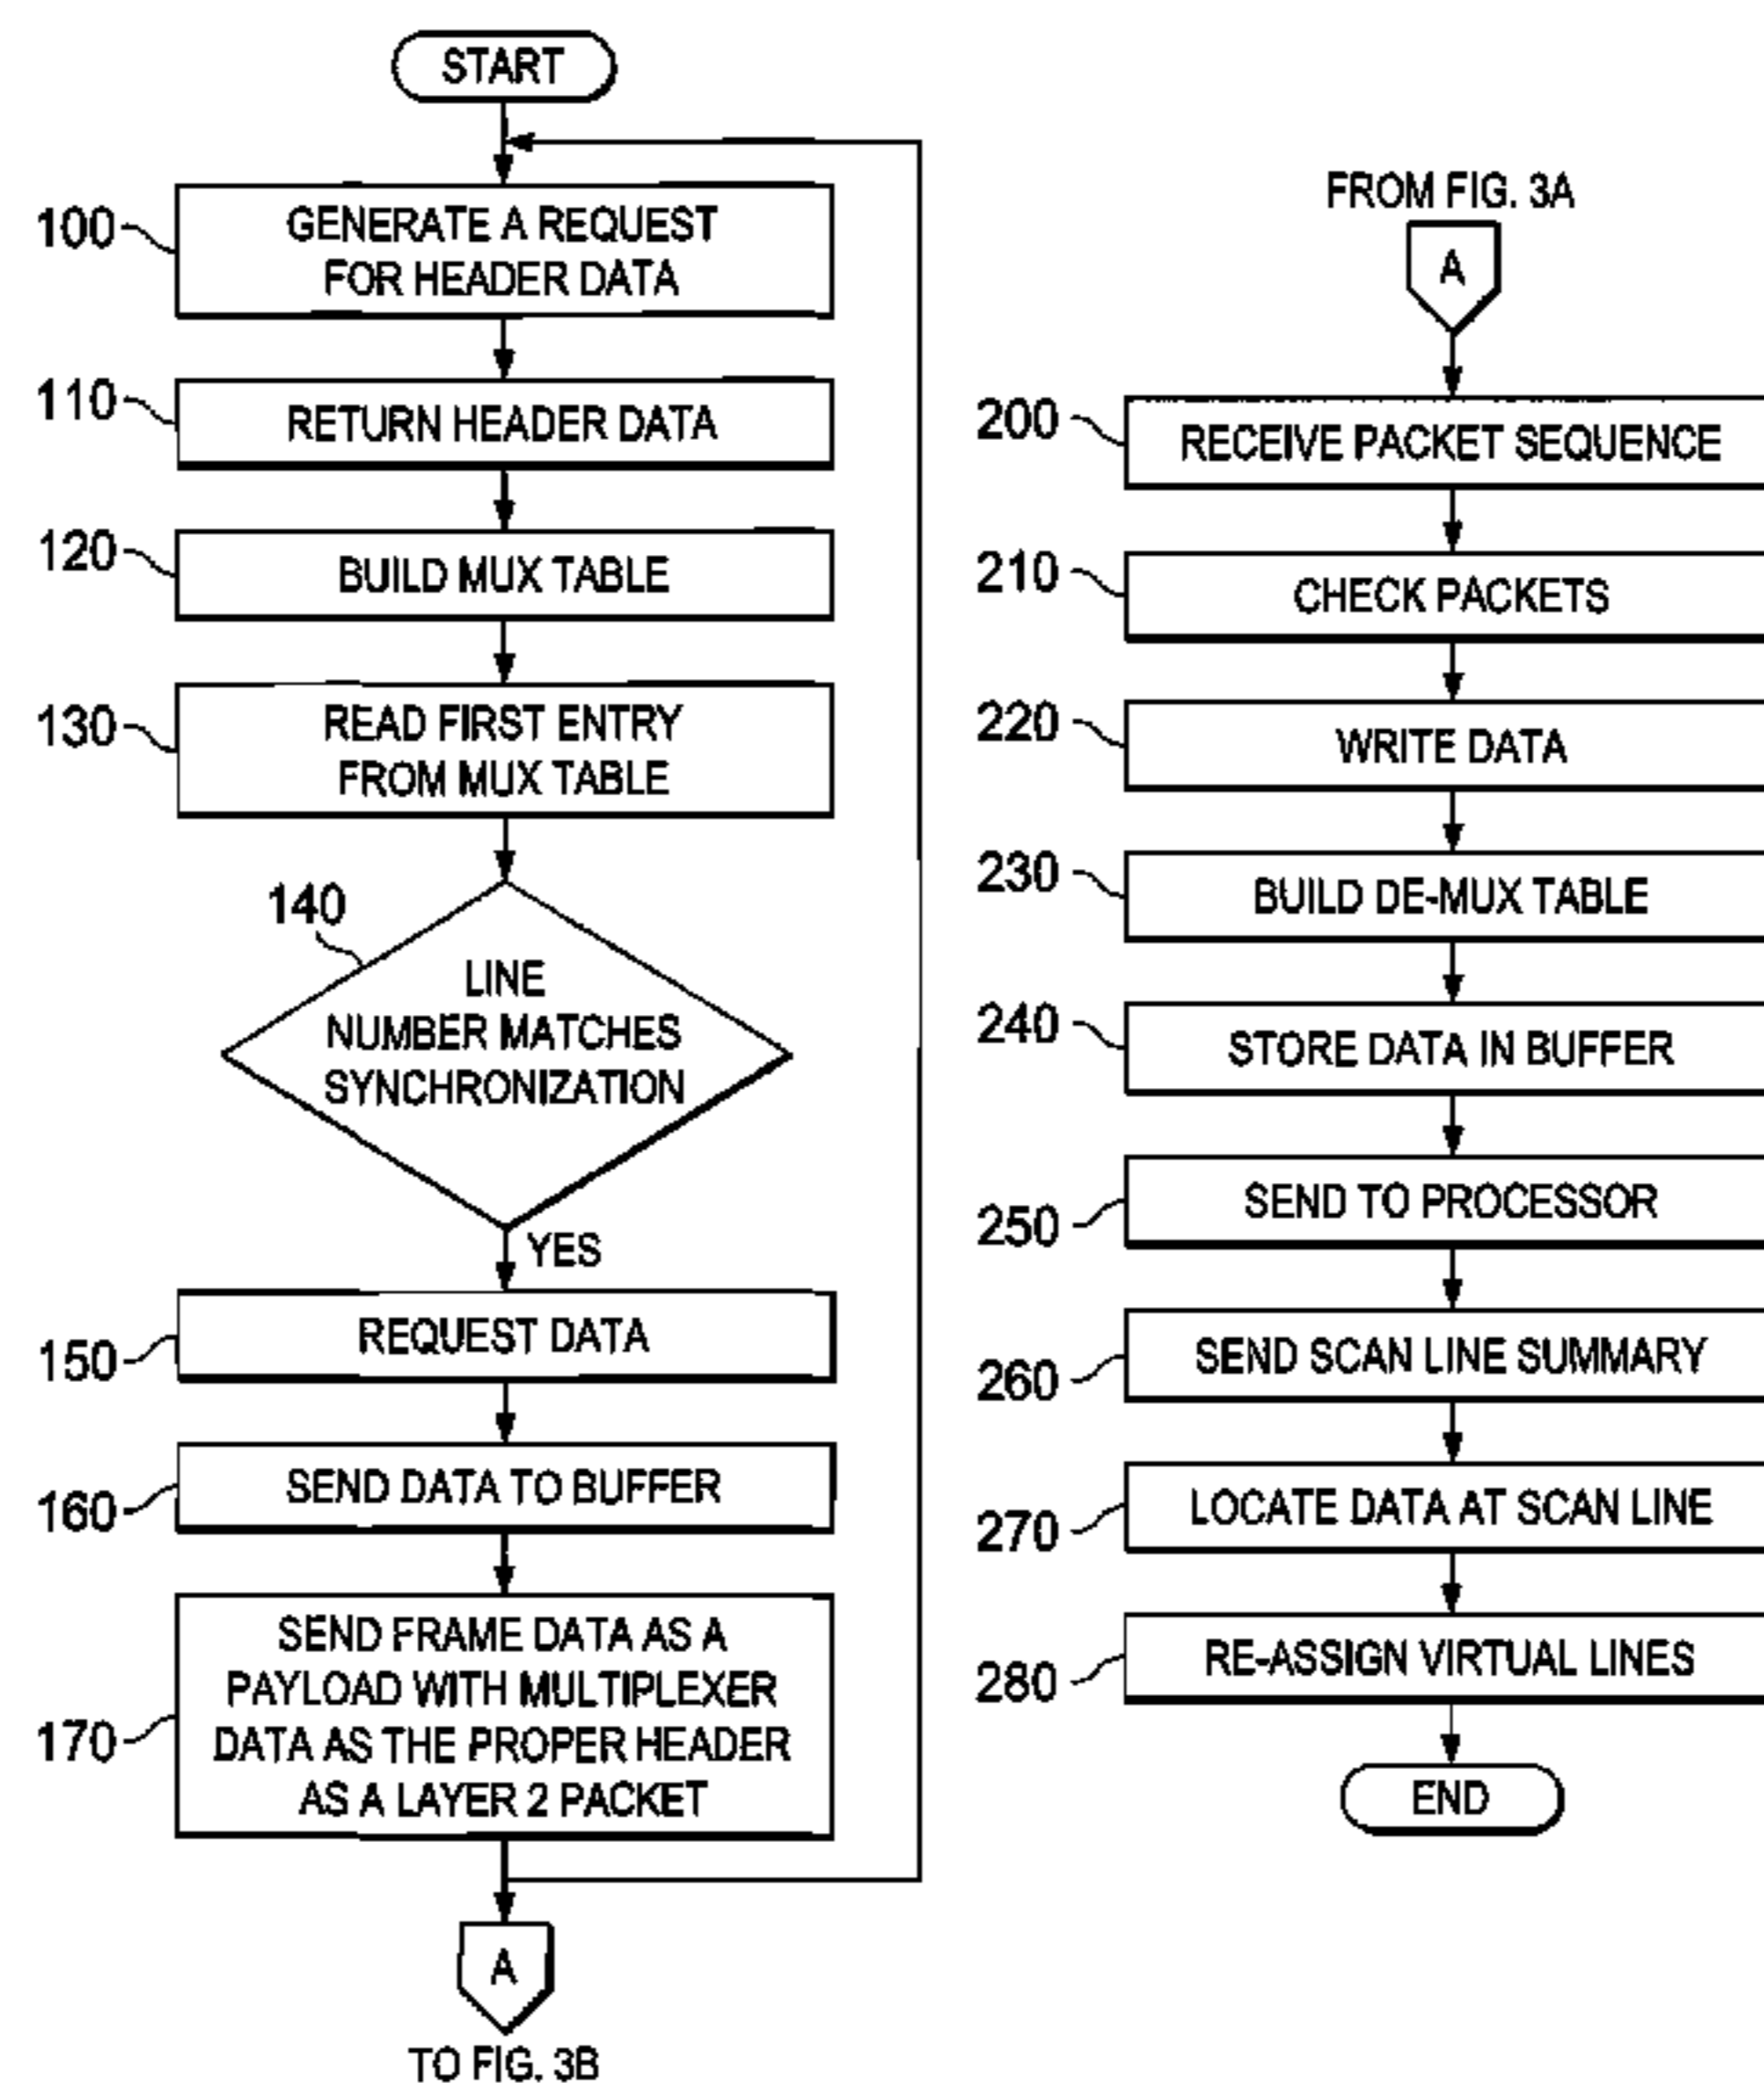 START
100
GENERATE A REQUEST
FOR HEADER DATA
110
RETURN HEADER DATA
120
BUILD MUX TABLE
130
READ FIRST ENTRY
FROM MUX TABLE
140
LINE
NUMBER MATCHES
SYNCHRONIZATION
YES
150
REQUEST DATA
160
SEND DATA TO BUFFER
170
SEND FRAME DATA AS A
PAYLOAD WITH MULTIPLEXER
DATA AS THE PROPER HEADER
AS A LAYER 2 PACKET
A
TO FIG. 3B
FROM FIG. 3A
A
200
RECEIVE PACKET SEQUENCE
210
CHECK PACKETS
220
WRITE DATA
230
BUILD DE-MUX TABLE
240
STORE DATA IN BUFFER
250
SEND TO PROCESSOR
260
SEND SCAN LINE SUMMARY
270
LOCATE DATA AT SCAN LINE
280
RE-ASSIGN VIRTUAL LINES
END